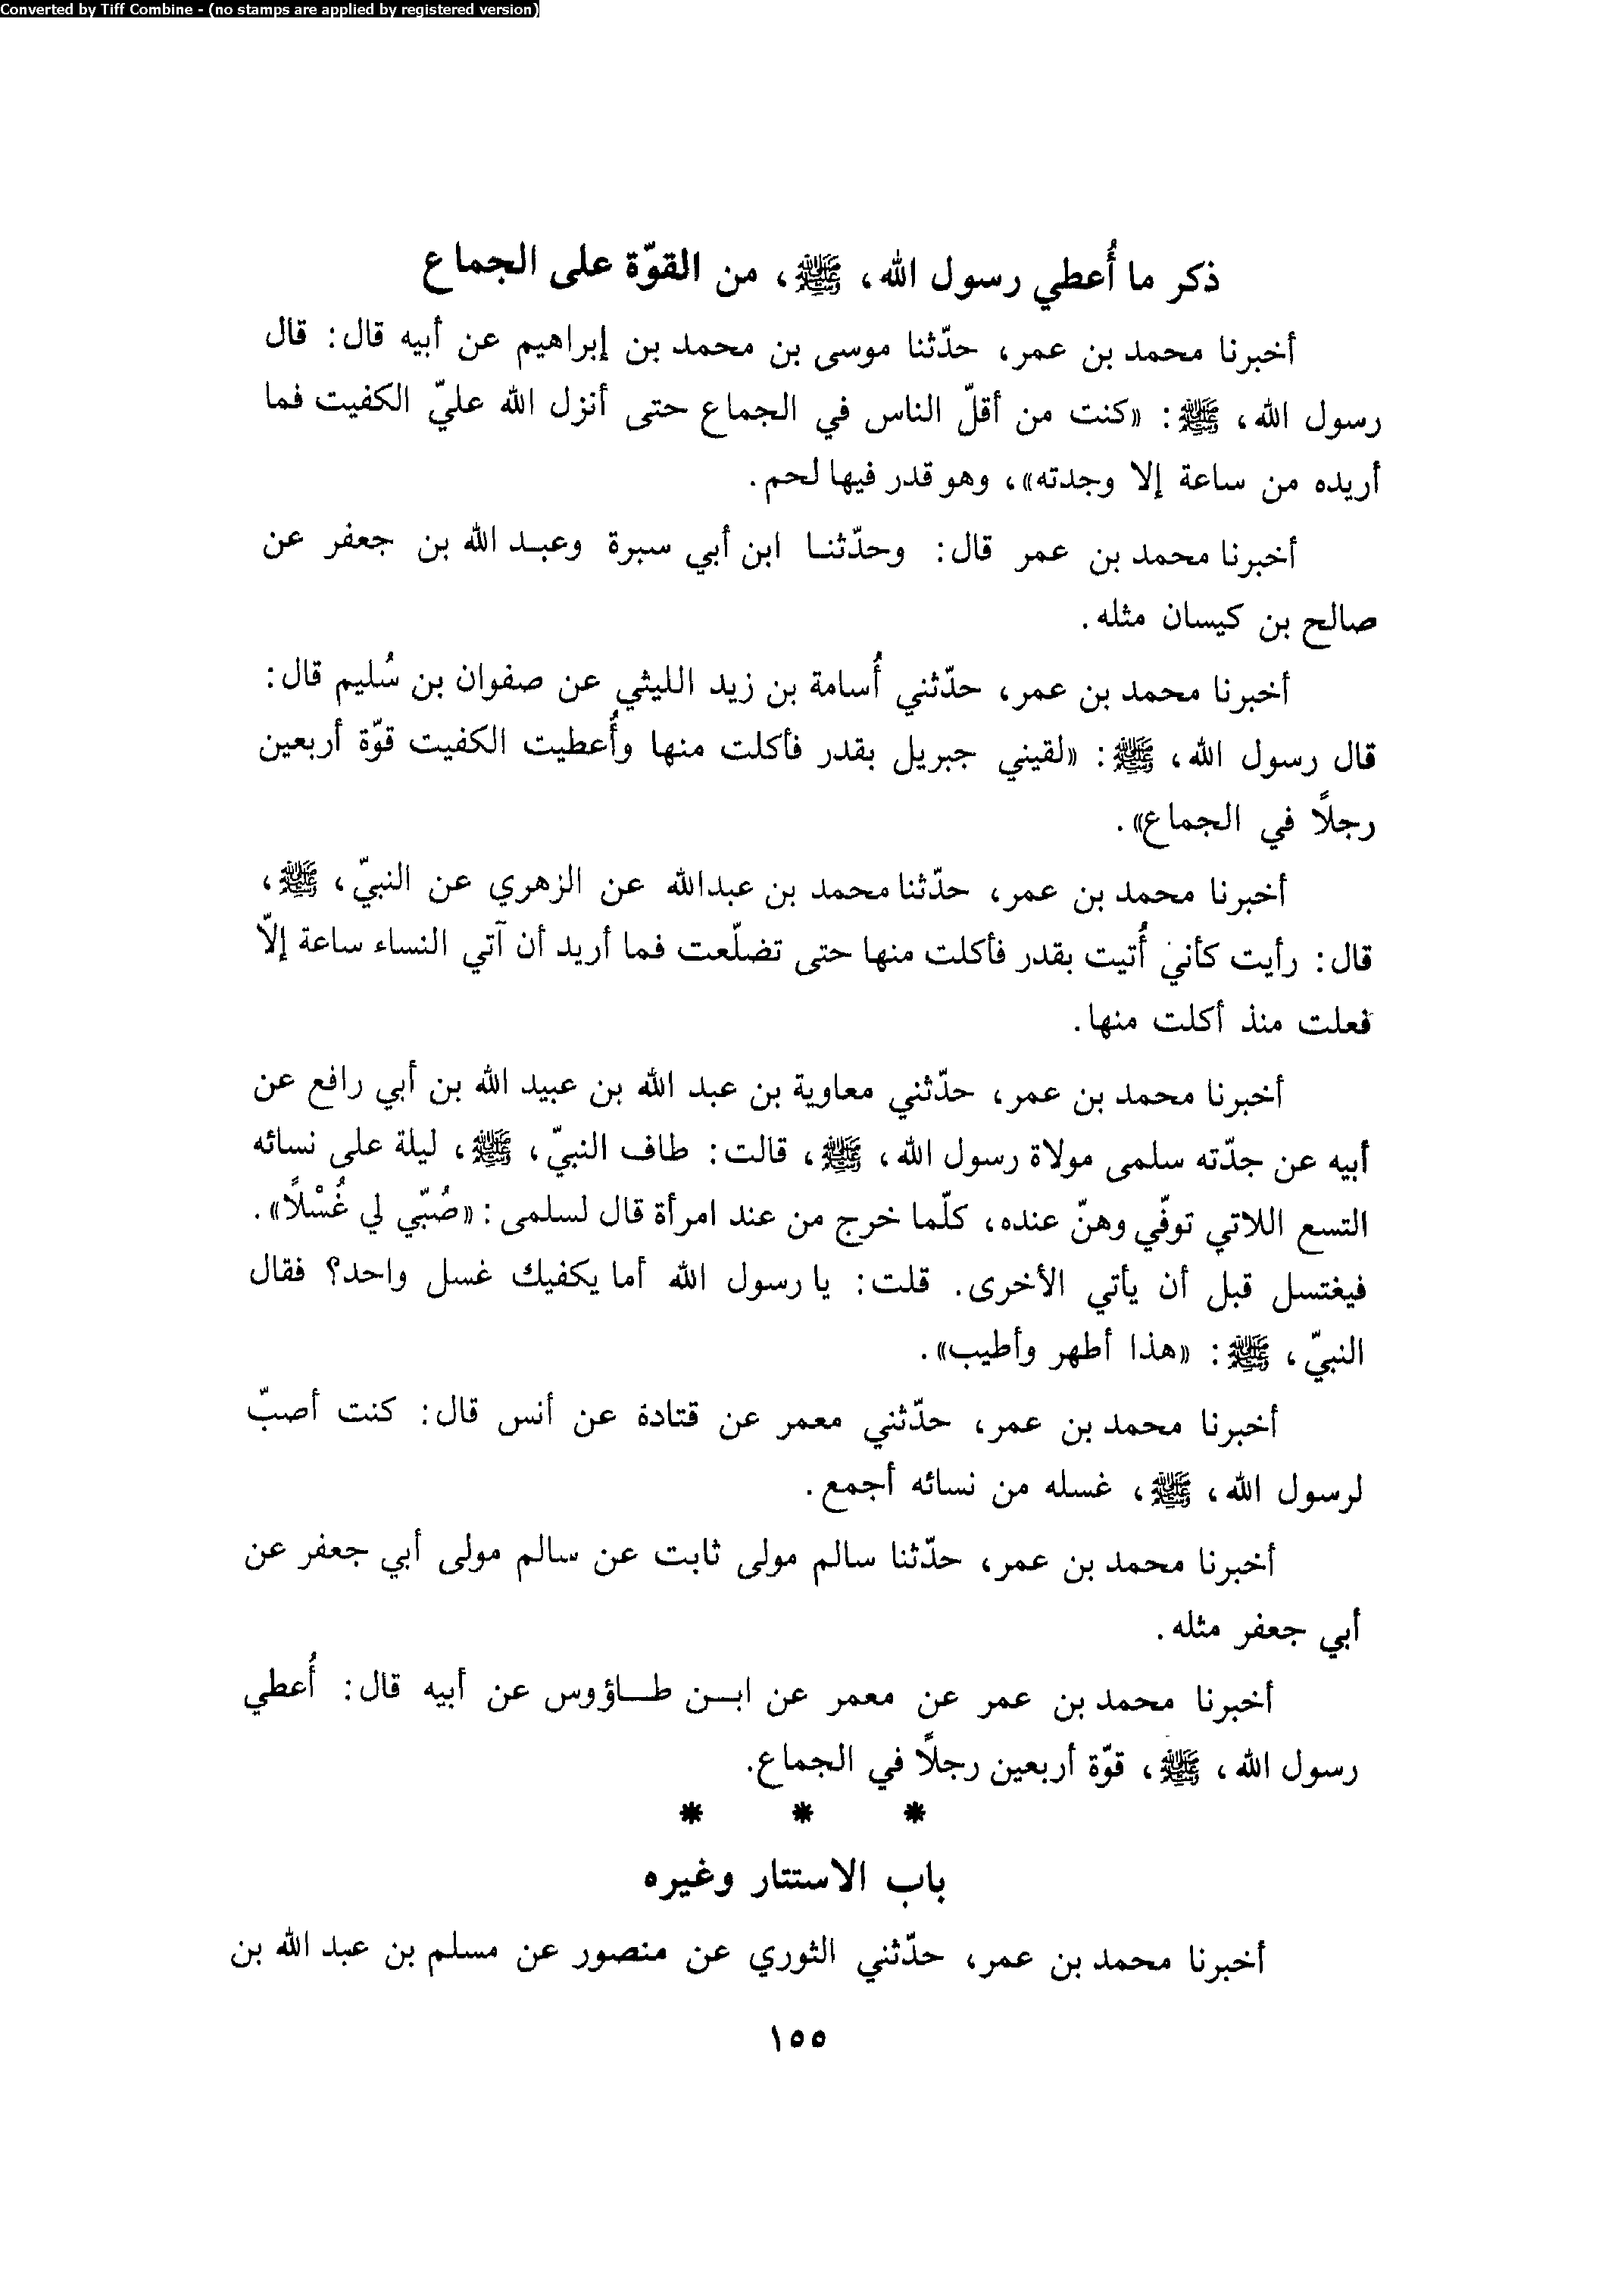 Converted by Tiff Combine - (no stamps are applied by registered version)
ذكر ما أُعطي رسول الله، ﷺ، من القوّة على الجماع
أخبرنا محمد بن عمر، حدّثنا موسى بن محمد بن إبراهيم عن أبيه قال: قال
رسول الله، ﷺ: «كنت من أقلّ الناس في الجماع حتى أنزل الله عليّ الكفيت فما
أريده من ساعة إلا وجدته»، وهو قدر فيها لحم.
أخبرنا محمد بن عمر قال: وحدّثنـا ابن أبي سبرة وعبـد الله بن جعفر عن
صالح بن كيسان مثله.
أخبرنا محمد بن عمر، حدّثني أُسامة بن زيد الليثي عن صفوان بن سُليم قال:
قال رسول الله، ﷺ: «لقيني جبريل بقدر فأكلت منها وأُعطيت الكفيت قوّة أربعين
رجلاً في الجماع».
أخبرنا محمد بن عمر، حدّثنا محمد بن عبدالله عن الزهري عن النبيّ، ﷺ،
قال: رأيت كأني أُتيت بقدر فأكلت منها حتى تضلّعت فما أريد أن آتي النساء ساعة إلاّ
فعلت منذ أكلت منها.
أخبرنا محمد بن عمر، حدّثني معاوية بن عبد الله بن عبيد الله بن أبي رافع عن
أبيه عن جدّته سلمى مولاة رسول الله، ﷺ، قالت: طاف النبيّ، ﷺ، ليلة على نسائه
التسع اللاتي توفّي وهنّ عنده، كلّما خرج من عند امرأة قال لسلمى: «صُبّي لي غُسْلاً».
فيغتسل قبل أن يأتي الأخرى. قلت: يا رسول الله أما يكفيك غسل واحد؟ فقال
النبيّ، ﷺ: «هذا أطهر وأطيب».
أخبرنا محمد بن عمر، حدّثني معمر عن قتادة عن أنس قال: كنت أصبّ
لرسول الله، ﷺ، غسله من نسائه أجمع.
أخبرنا محمد بن عمر، حدّثنا سالم مولى ثابت عن سالم مولى أبي جعفر عن
أبي جعفر مثله.
أخبرنا محمد بن عمر عن معمر عن ابـن طـاؤوس عن أبيه قال: أُعطي
رسول الله، ﷺ، قوّة أربعين رجلاً في الجماع.
* * *
باب الاستتار وغيره
أخبرنا محمد بن عمر، حدّثني الثوري عن منصور عن مسلم بن عبد الله بن
١٥٥